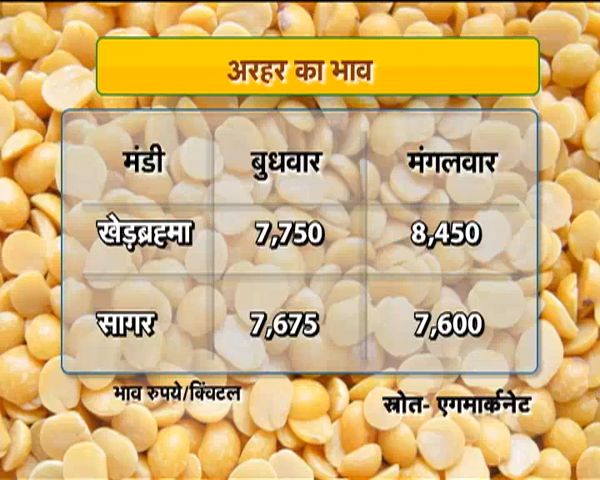 अरहर का भाव
मंडी बुधवार मंगलवार
खेड़ब्रह्मा 7,750 8,450
सागर 7,675 7,600
भाव रुपये/क्विंटल
स्रोत- एगमार्कनेट